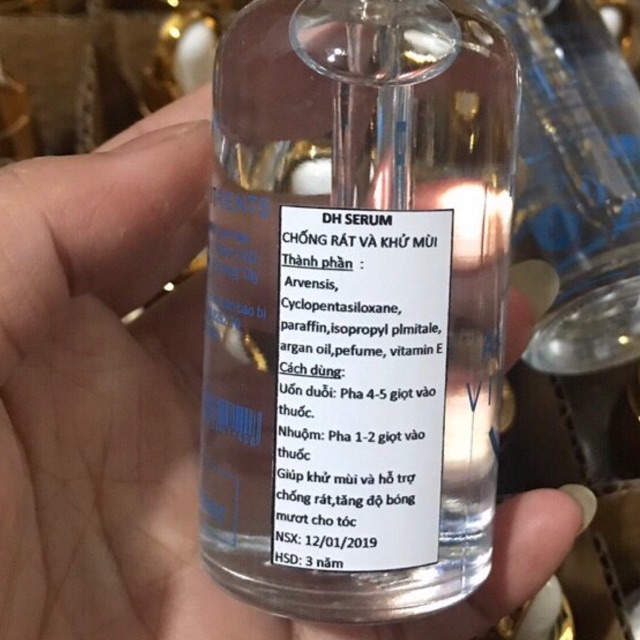 DH SERUM
CHỐNG RÁT VÀ KHỬ MÙI
Thành phần :
Arvensis,
Cyclopentasiloxane,
paraffin,isopropyl plmitale,
argan oil,pefume, vitamin E
Cách dùng:
Uốn duỗi: Pha 4-5 giọt vào
thuốc.
Nhuộm: Pha 1-2 giọt vào
thuốc
Giúp khử mùi và hỗ trợ
chống rát,tăng độ bóng
mươt cho tóc
NSX: 12/01/2019
HSD: 3 năm